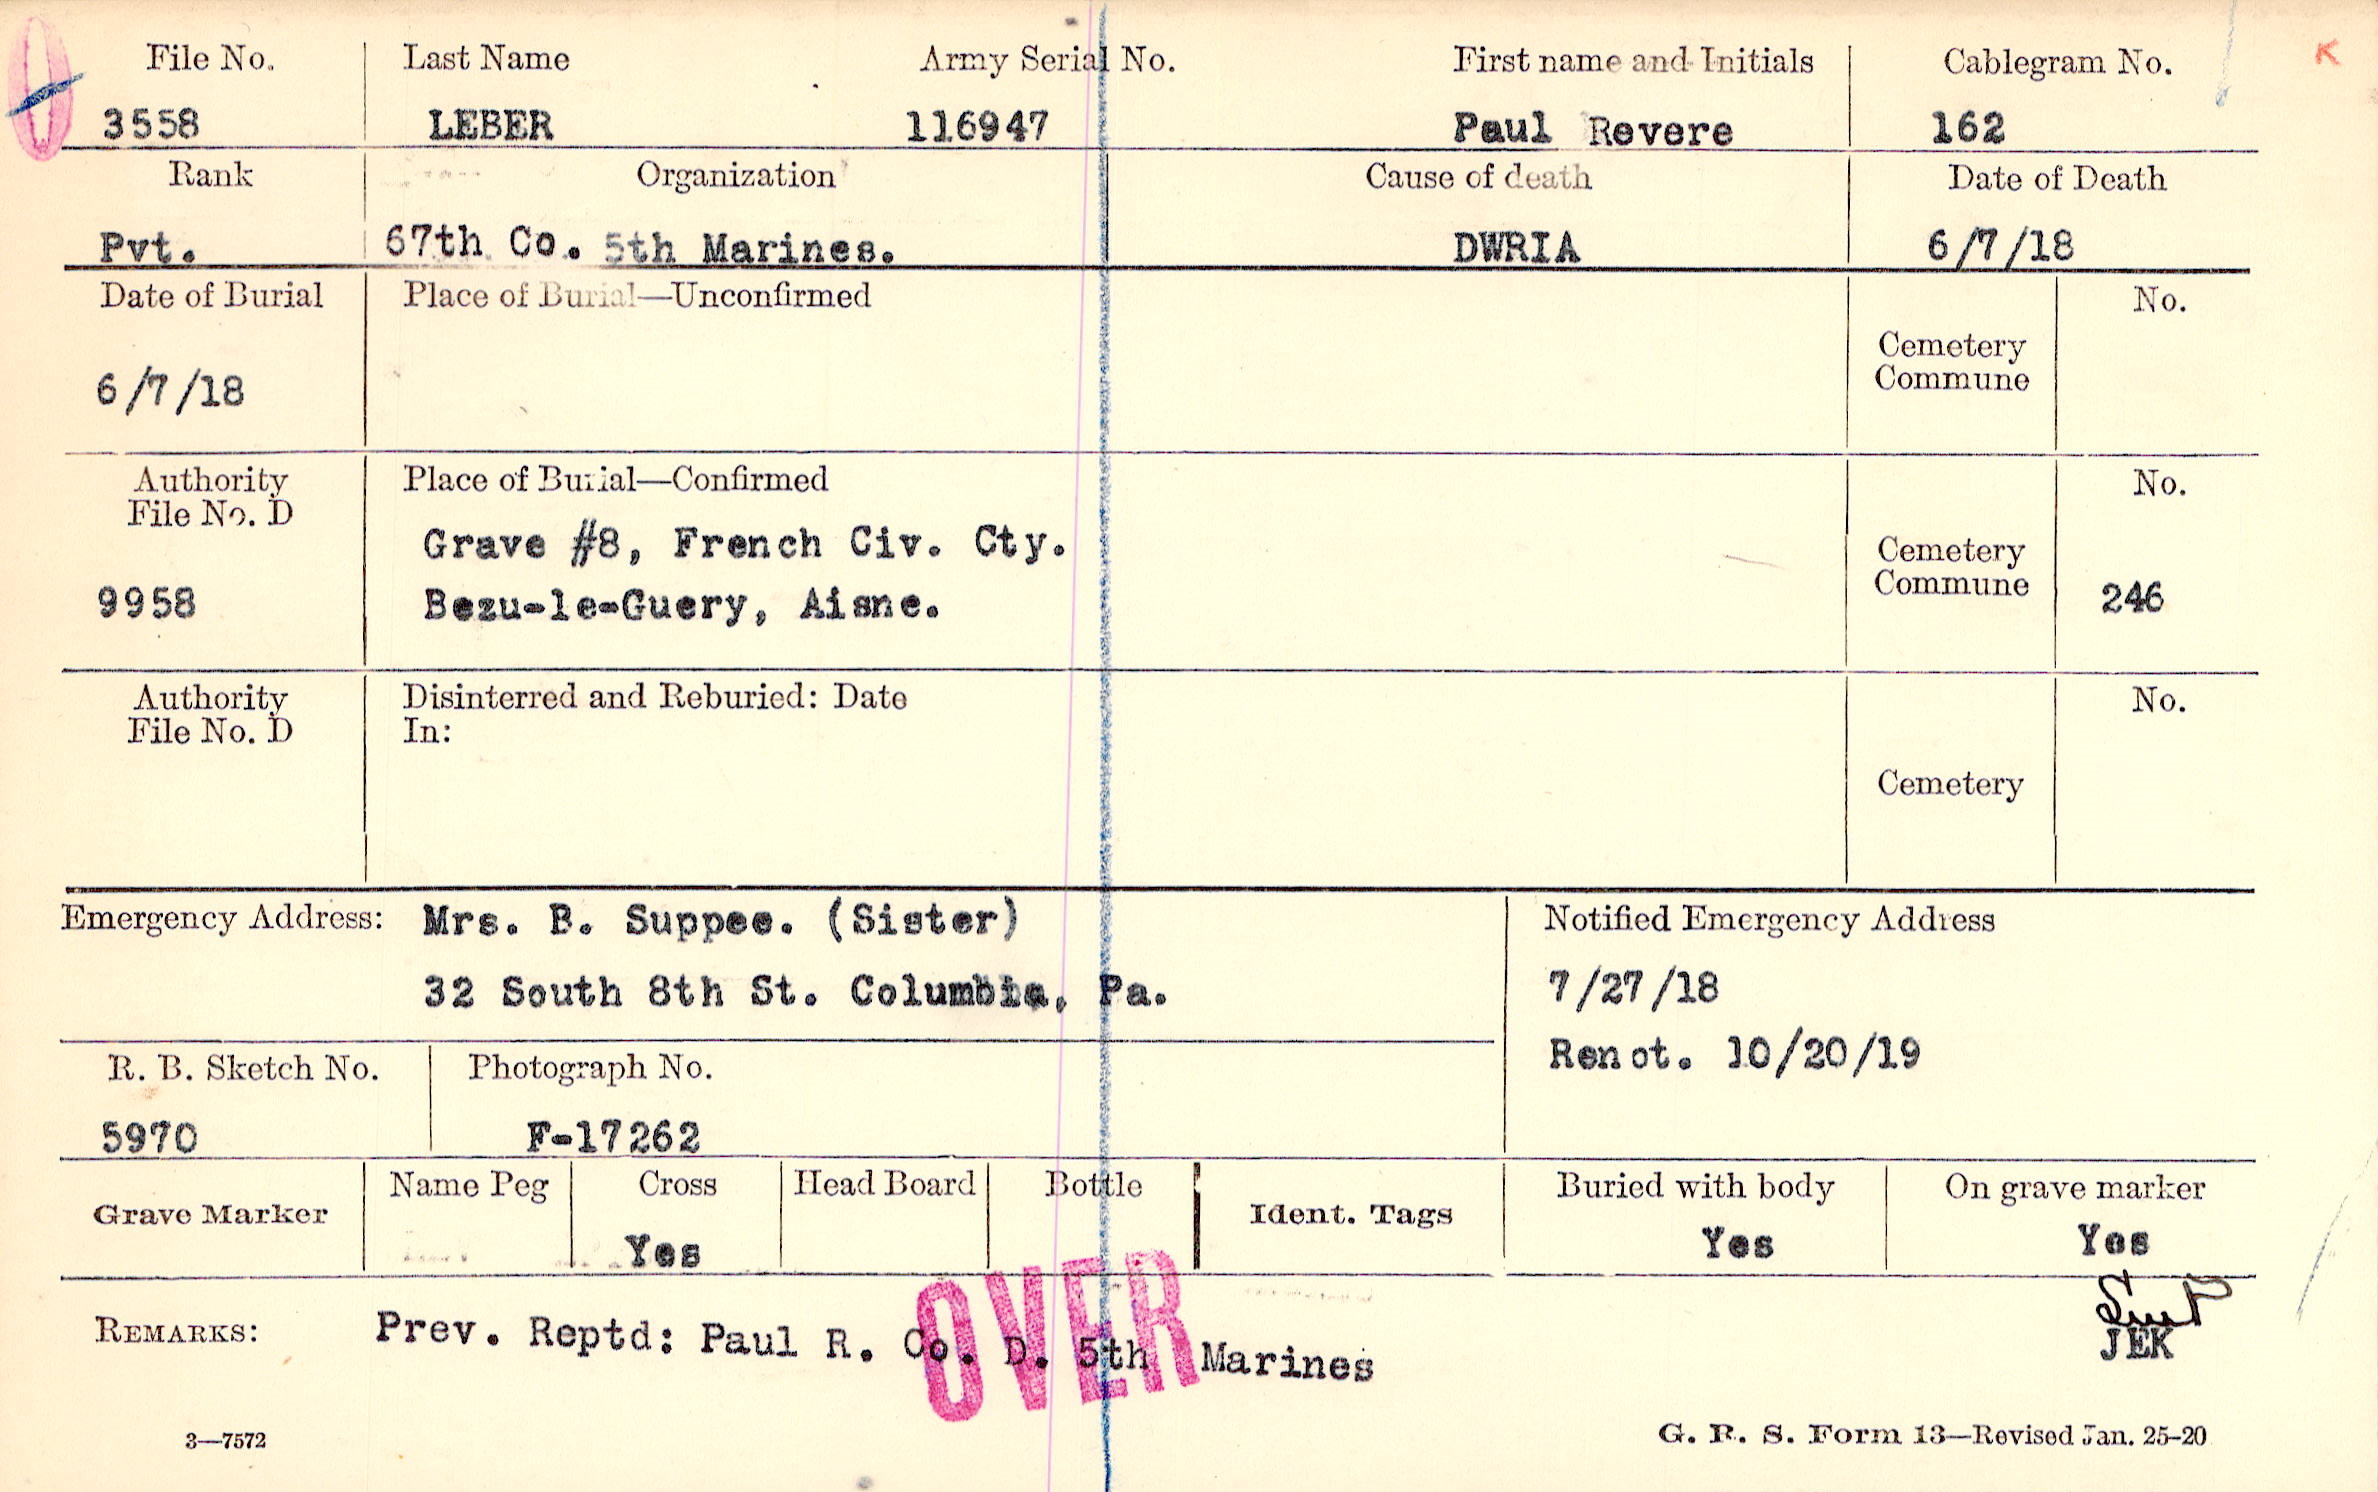 File No. Last Name Army Serial No. First name and Initials Cablegram No. K
3558 LEBER 116947 Paul Revere 162
Rank Organization Cause of death Date of Death
Pvt. 67th Co. 5th Marines. DWRIA 6/7/18
Date of Burial Place of Burial—Unconfirmed No.
Cemetery
Commune
6/7/18
Authority Place of Burial—Confirmed No.
File No. D
Grave #8, French Civ. Cty. Cemetery
9958 Bezu-le-Guery, Aisne. Commune 246
Authority Disinterred and Reburied: Date No.
File No. D In:
Cemetery
Emergency Address: Mrs. B. Suppee. (Sister) Notified Emergency Address
32 South 8th St. Columbia, Pa. 7/27/18
R. B. Sketch No. Photograph No. Renot. 10/20/19
5970 F-17262
Grave Marker Name Peg Cross Head Board Bottle Ident. Tags Buried with body On grave marker
Yes Yes Yes
REMARKS: Prev. Reptd: Paul R. Co. D. 5th Marines JEK
OVER
3—7572 G. R. S. Form 13—Revised Jan. 25-20